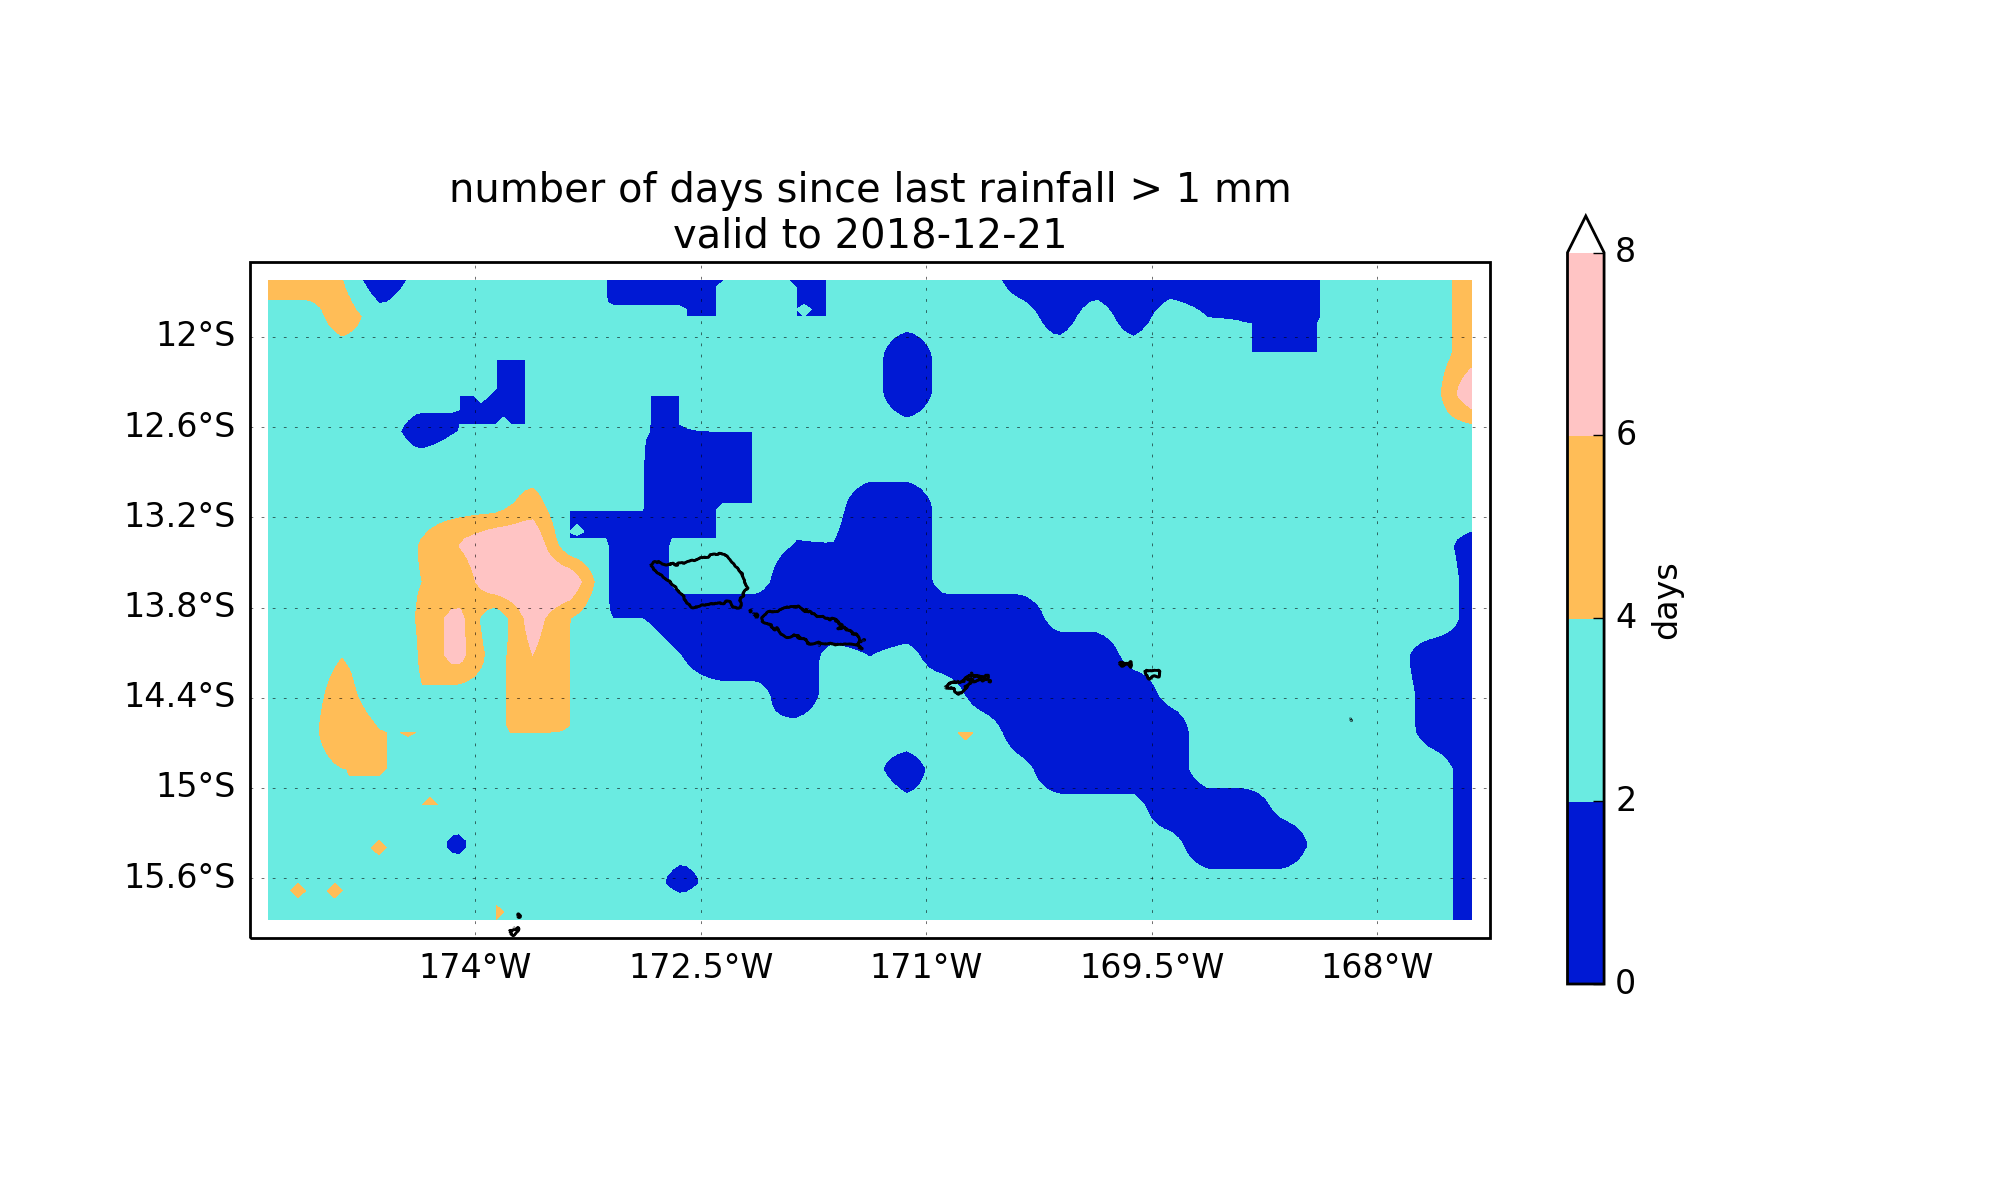 number of days since last rainfall > 1 mm
valid to 2018-12-21
12°S
12.6°S
13.2°S
13.8°S
14.4°S
15°S
15.6°S
174°W
172.5°W
171°W
169.5°W
168°W
8
6
4
2
0
days